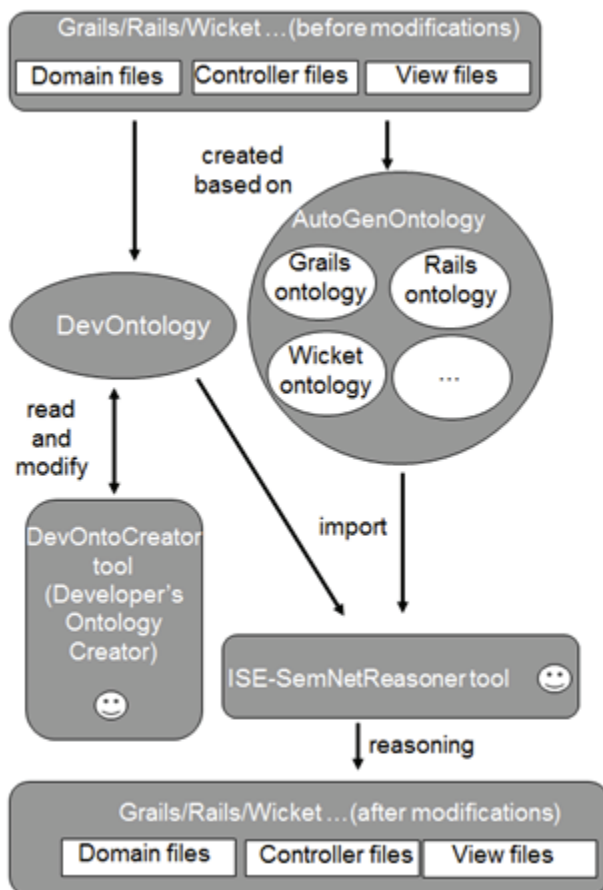 Grails/Rails/Wicket ...(before modifications)
Domain files
Controller files
View files
created
based on
AutoGenOntology
Grails
ontology
Rails
ontology
Wicket
ontology
...
DevOntology
read
and
modify
import
DevOntoCreator
tool
(Developer's
Ontology
Creator)
ISE-SemNetReasoner tool
reasoning
Grails/Rails/Wicket ...(after modifications)
Domain files
Controller files
View files